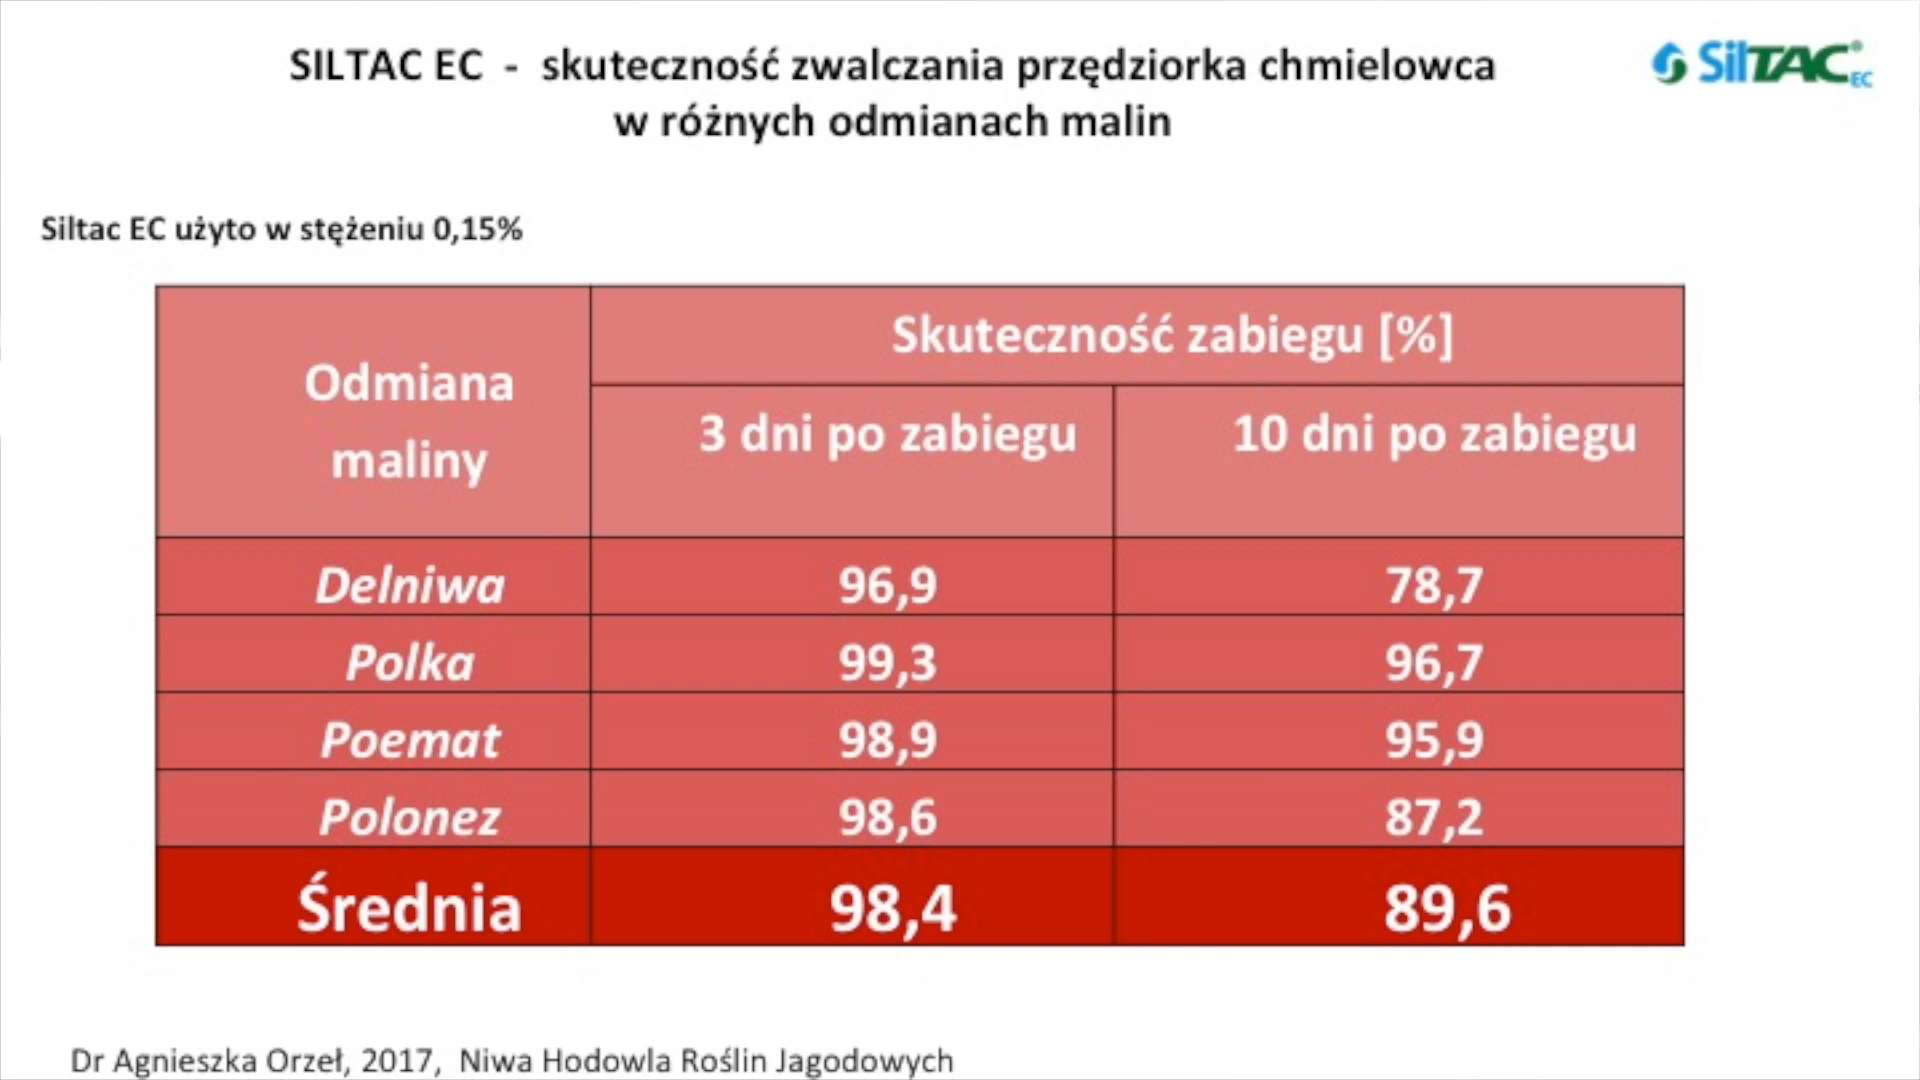 SILTAC EC - skuteczność zwalczania przędziorka chmielowca
w różnych odmianach malin
SilTAC® EC
Siltac EC użyto w stężeniu 0,15%
Odmiana
maliny
Skuteczność zabiegu [%]
3 dni po zabiegu 10 dni po zabiegu
Delniwa 96,9 78,7
Polka 99,3 96,7
Poemat 98,9 95,9
Polonez 98,6 87,2
Średnia 98,4 89,6
Dr Agnieszka Orzeł, 2017, Niwa Hodowla Roślin Jagodowych